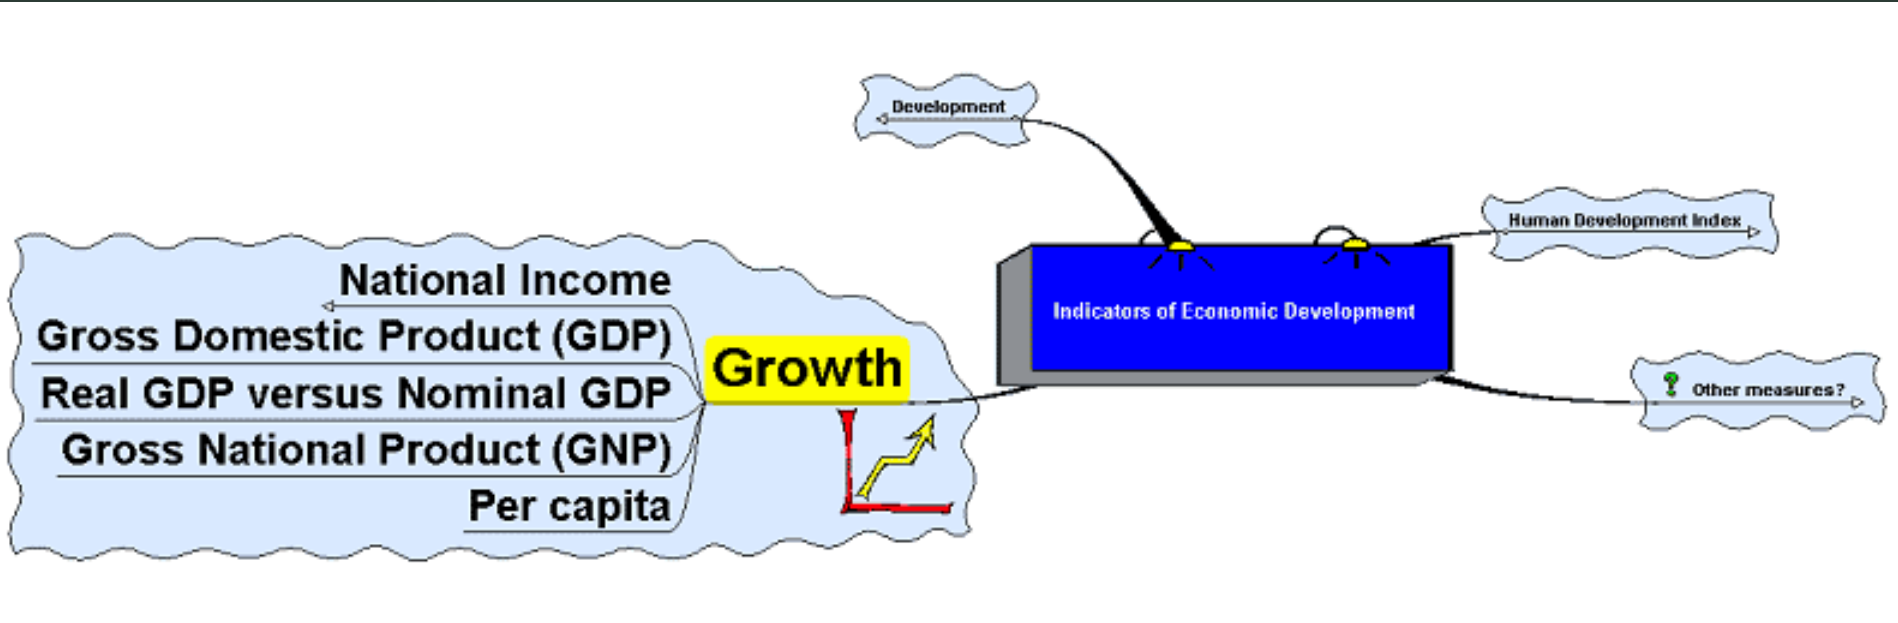 Development
Human Development Index
Indicators of Economic Development
National Income
Gross Domestic Product (GDP)
Real GDP versus Nominal GDP
Gross National Product (GNP)
Per capita
Growth
? Other measures?